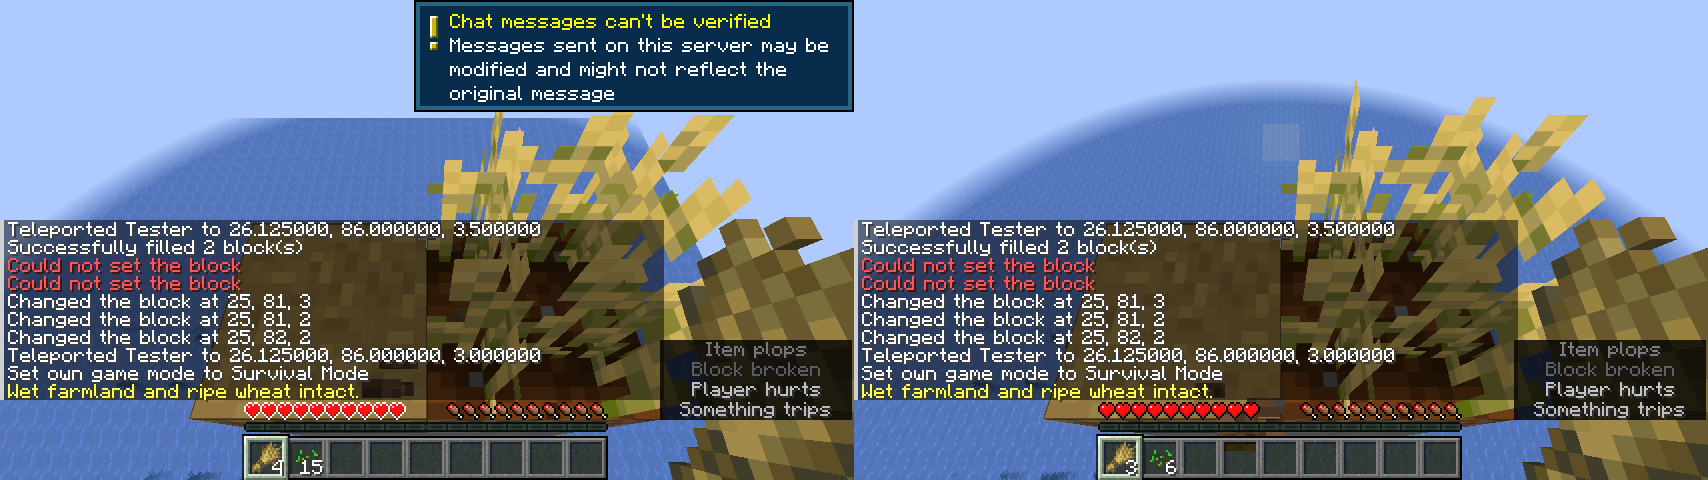 Chat messages can't be verified
Messages sent on this server may be
modified and might not reflect the
original message
Teleported Tester to 26.125000, 86.000000, 3.500000
Successfully filled 2 block(s)
Could not set the block
Could not set the block
Changed the block at 25, 81, 3
Changed the block at 25, 81, 2
Changed the block at 25, 82, 2
Teleported Tester to 26.125000, 86.000000, 3.000000
Set own game mode to Survival Mode
Wet farmland and ripe wheat intact.
Item plops
Block broken
Player hurts
Something trips
4 15
Teleported Tester to 26.125000, 86.000000, 3.500000
Successfully filled 2 block(s)
Could not set the block
Could not set the block
Changed the block at 25, 81, 3
Changed the block at 25, 81, 2
Changed the block at 25, 82, 2
Teleported Tester to 26.125000, 86.000000, 3.000000
Set own game mode to Survival Mode
Wet farmland and ripe wheat intact.
Item plops
Block broken
Player hurts
Something trips
3 6